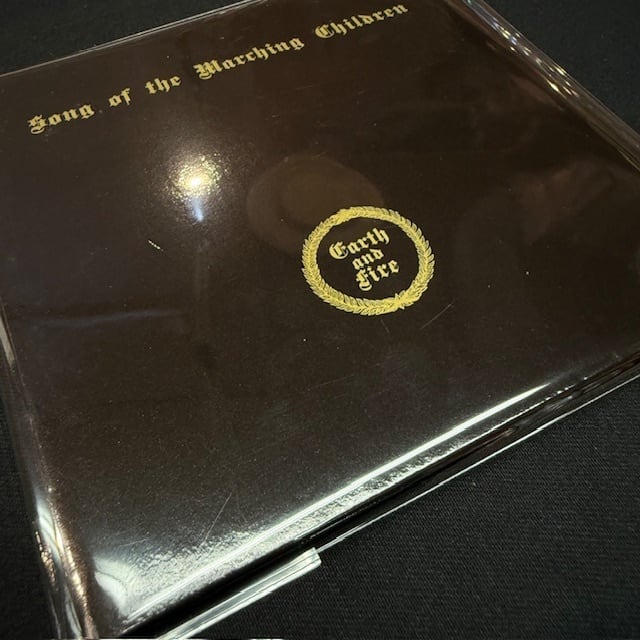 Song of the Marching Children
Earth
and
Fire